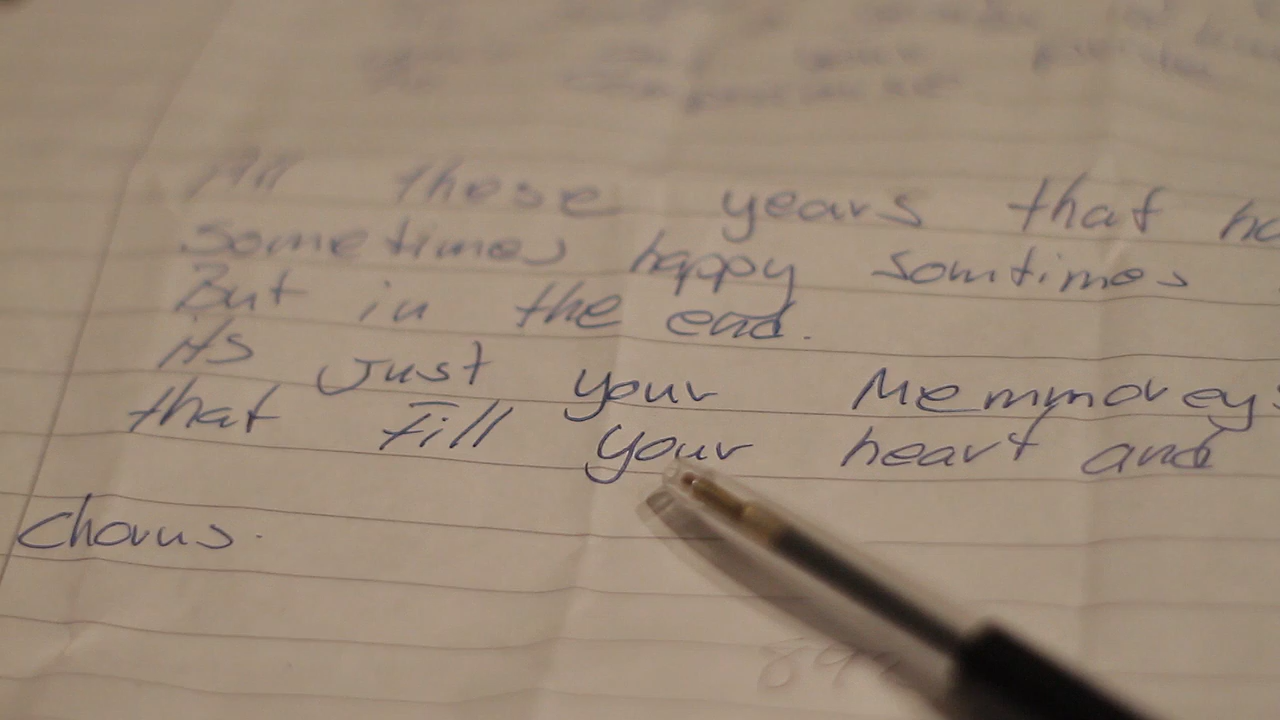 All these years that
sometimes happy somtimes
But in the end.
its Just your Memmoreys
that Fill your heart and
Chorus.